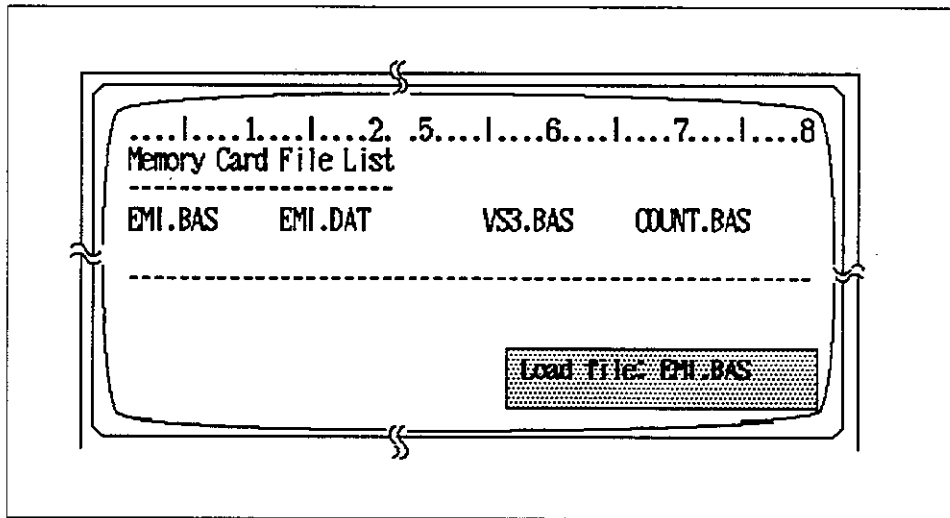 ....|....1....|....2. .5....|....6....|....7....|....8
Memory Card File List
---------------------
EMI.BAS EMI.DAT VS3.BAS COUNT.BAS
------------------------------------------------------
Load file: EMI.BAS